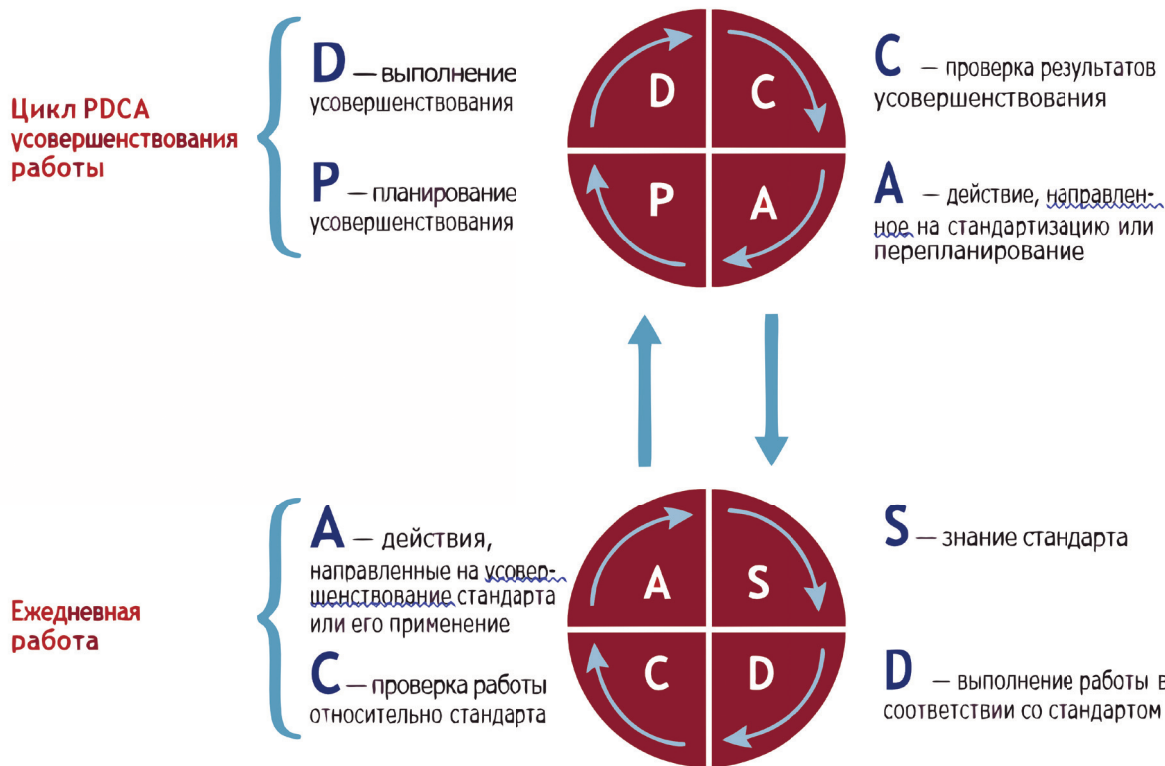 Цикл PDCA
усовершенствования
работы
D — выполнение
усовершенствования
P — планирование
усовершенствования
D
C
P
A
C — проверка результатов
усовершенствования
A — действие, направлен-
ное на стандартизацию или
перепланирование
Ежедневная
работа
A — действия,
направленные на усовер-
шенствование стандарта
или его применение
C — проверка работы
относительно стандарта
A
S
C
D
S — знание стандарта
D — выполнение работы в
соответствии со стандартом